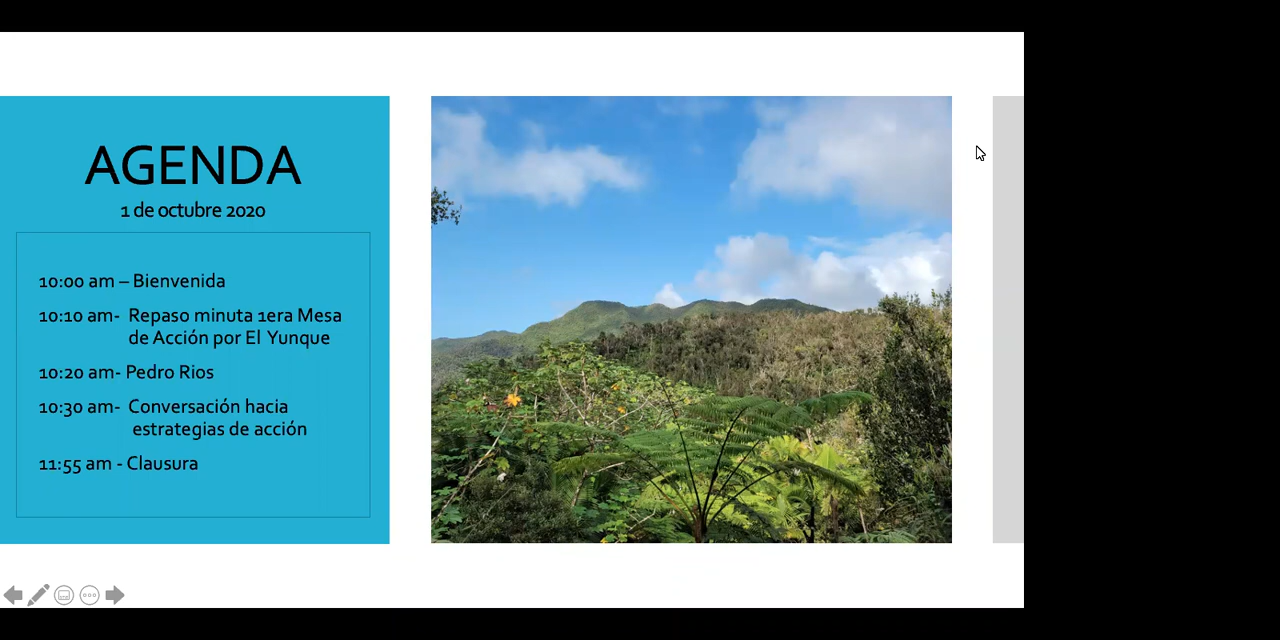 AGENDA
1 de octubre 2020
10:00 am – Bienvenida
10:10 am- Repaso minuta 1era Mesa
de Acción por El Yunque
10:20 am- Pedro Rios
10:30 am- Conversación hacia
estrategias de acción
11:55 am - Clausura